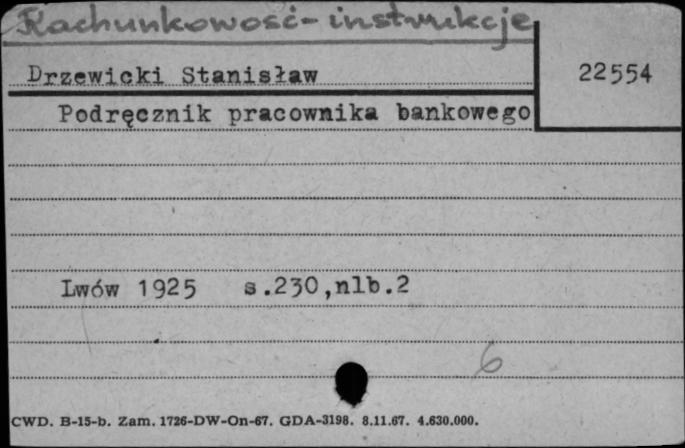 Rachunkowość - instrukcje
Drzewicki Stanisław
22554
Podręcznik pracownika bankowego
Lwów 1925 s.230,nlb.2
6
CWD. B-15-b. Zam. 1726-DW-On-67. GDA-3198. 8.11.67. 4.630.000.